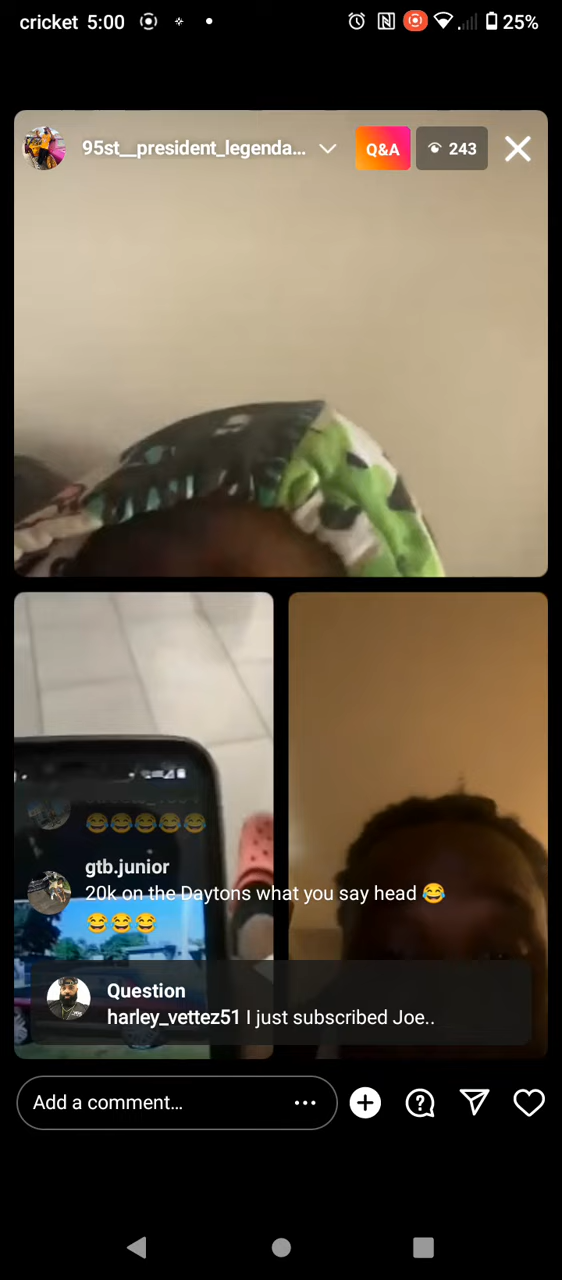 cricket 5:00 25%
95st__president_legenda... Q&A 243
😂😂😂😂😂
gtb.junior
20k on the Daytons what you say head 😂
😂😂😂
Question
harley_vettez51 I just subscribed Joe..
Add a comment...